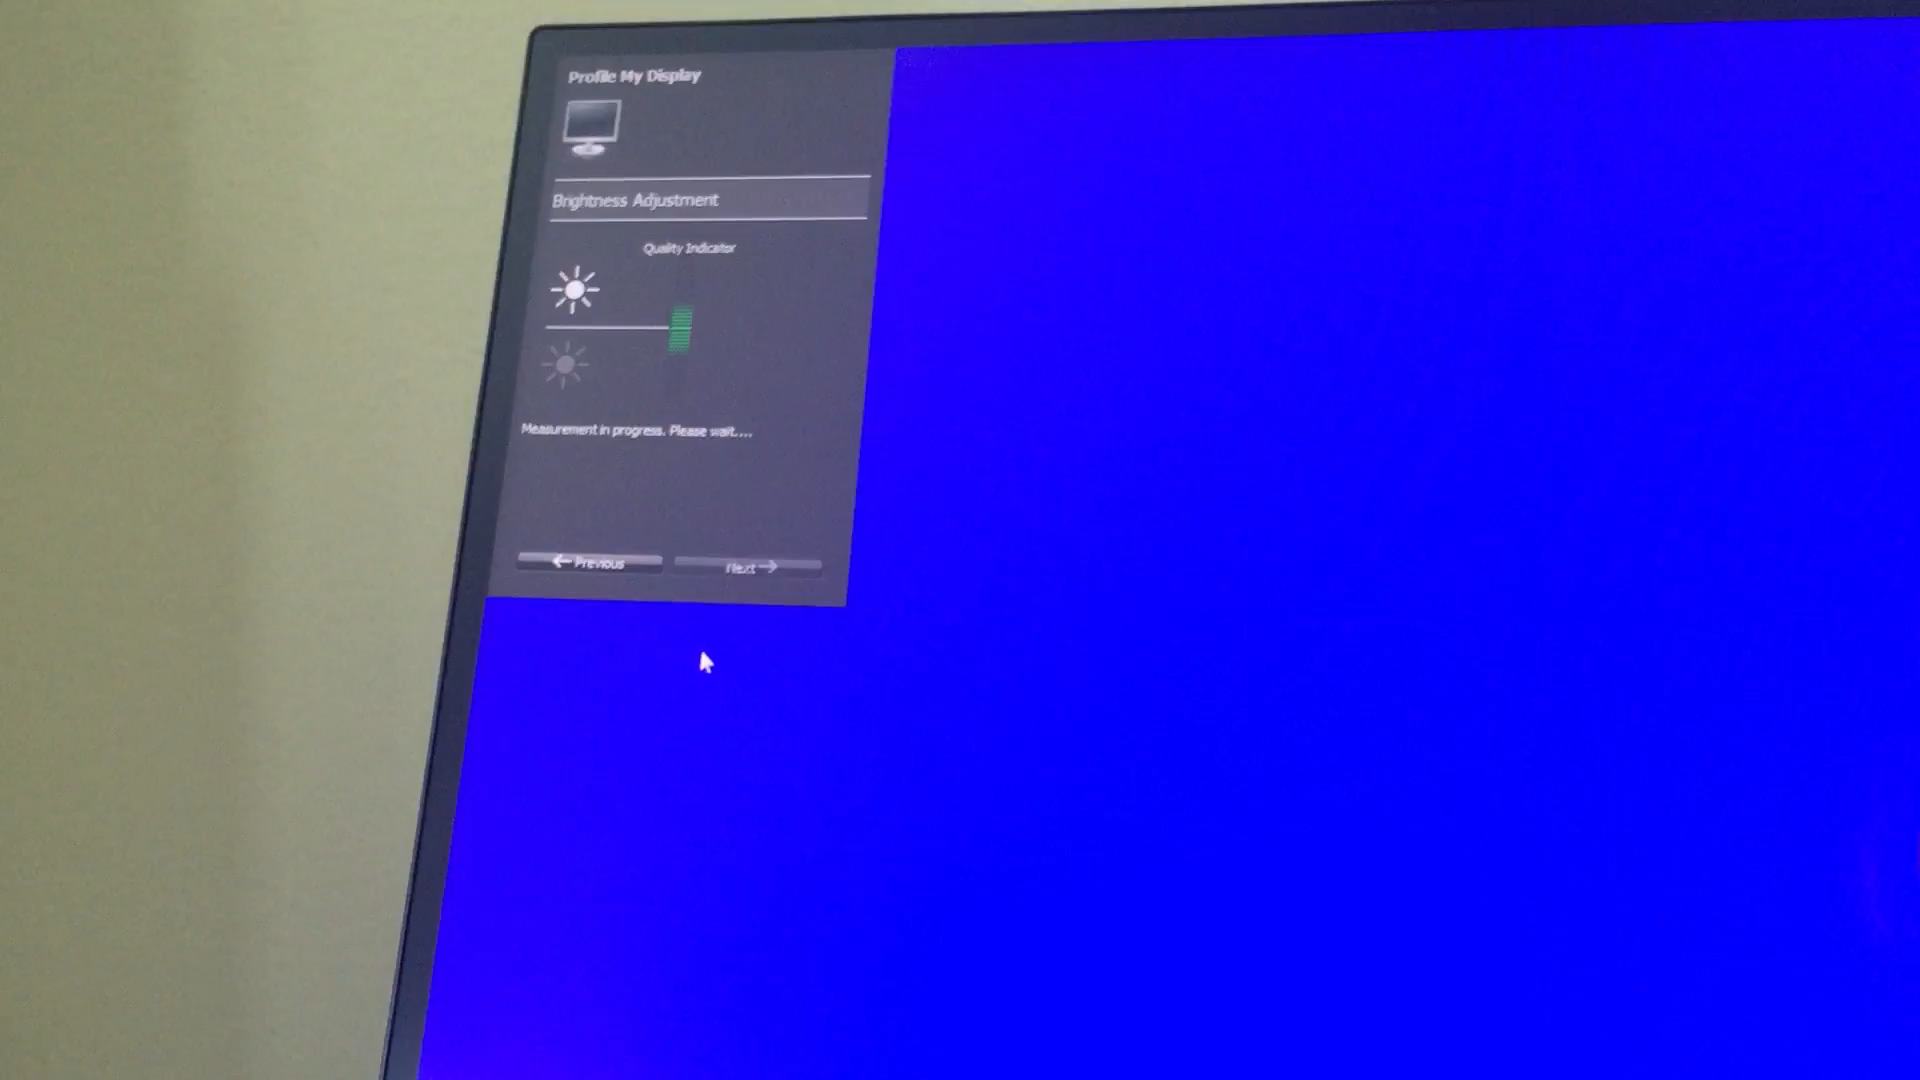 Profile My Display
Brightness Adjustment
Quality Indicator
Measurement in progress. Please wait....
Previous
Next